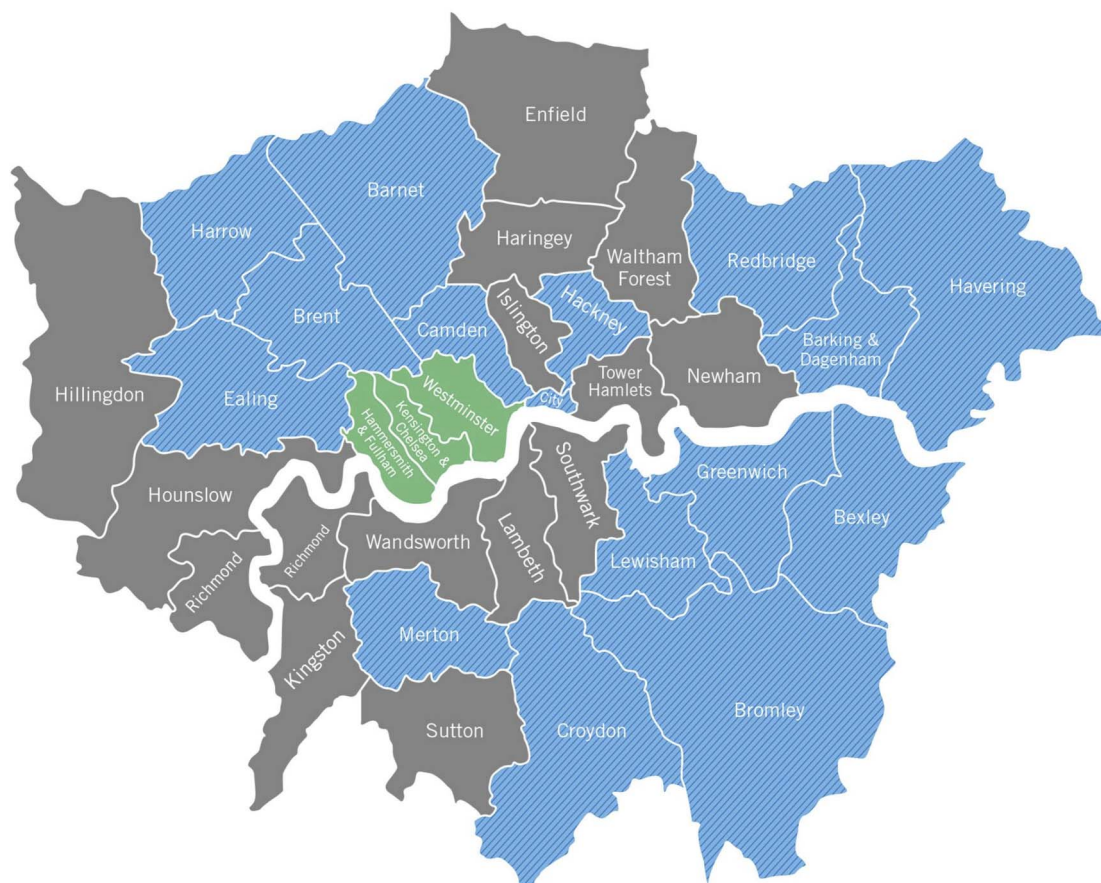 Enfield
Barnet
Harrow
Haringey
Waltham
Forest
Redbridge
Havering
Islington
Hackney
Brent
Camden
Barking &
Dagenham
Hillingdon
Ealing
Westminster
Kensington &
Chelsea
Hammersmith
& Fullham
City
Tower
Hamlets
Newham
Hounslow
Southwark
Greenwich
Bexley
Richmond
Richmond
Wandsworth
Lambeth
Lewisham
Kingston
Merton
Sutton
Croydon
Bromley